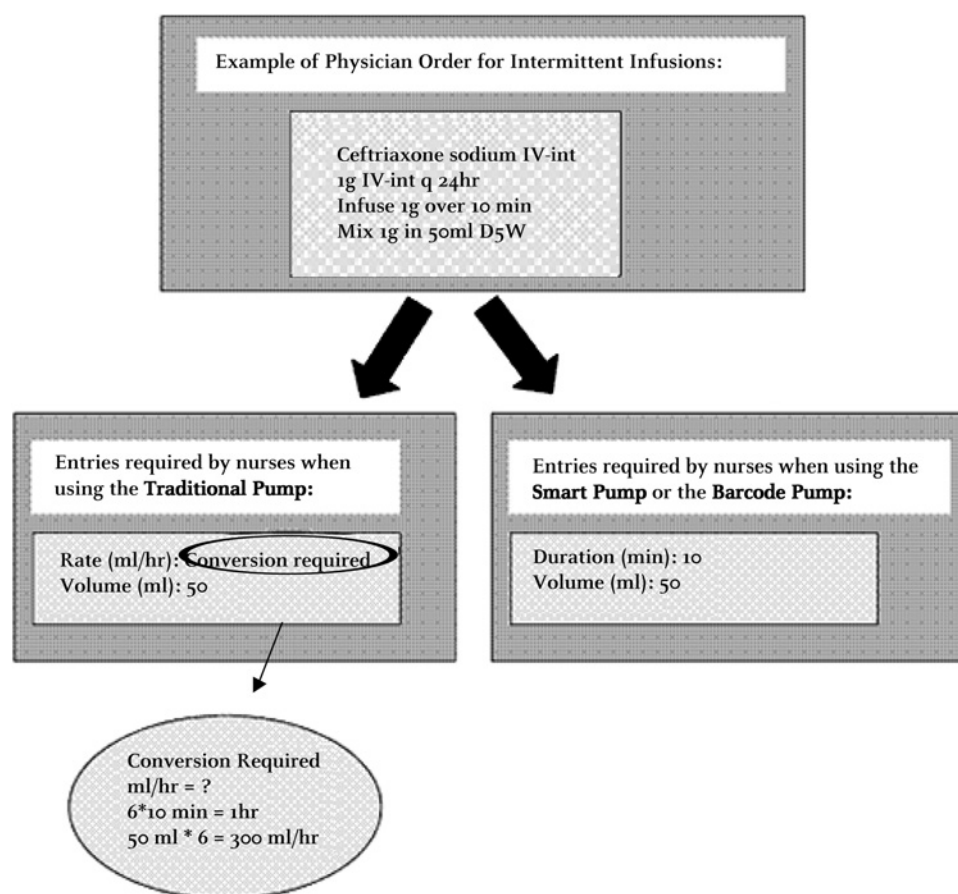 Example of Physician Order for Intermittent Infusions:
Ceftriaxone sodium IV-int
1g IV-int q 24hr
Infuse 1g over 10 min
Mix 1g in 50ml D5W
Entries required by nurses when
using the Traditional Pump:
Rate (ml/hr): Conversion required
Volume (ml): 50
Entries required by nurses when using the
Smart Pump or the Barcode Pump:
Duration (min): 10
Volume (ml): 50
Conversion Required
ml/hr = ?
6*10 min = 1hr
50 ml * 6 = 300 ml/hr